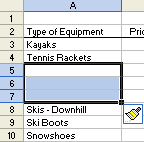 A
1
2 Type of Equipment Pri
3 Kayaks
4 Tennis Rackets
5
6
7
8 Skis - Downhill
9 Ski Boots
10 Snowshoes